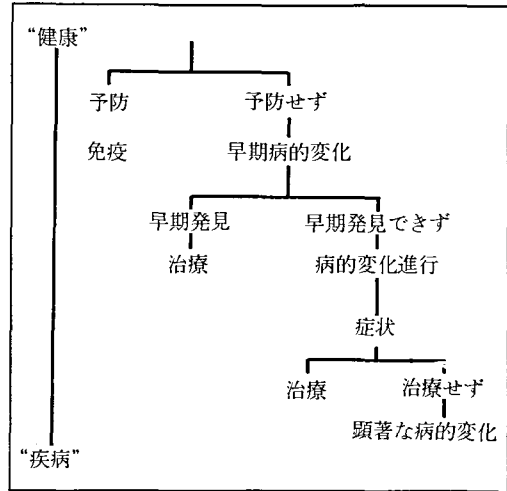 “健康”
予防 予防せず
免疫 早期病的変化
早期発見 早期発見できず
治療 病的変化進行
症状
治療 治療せず
顕著な病的変化
“疾病”